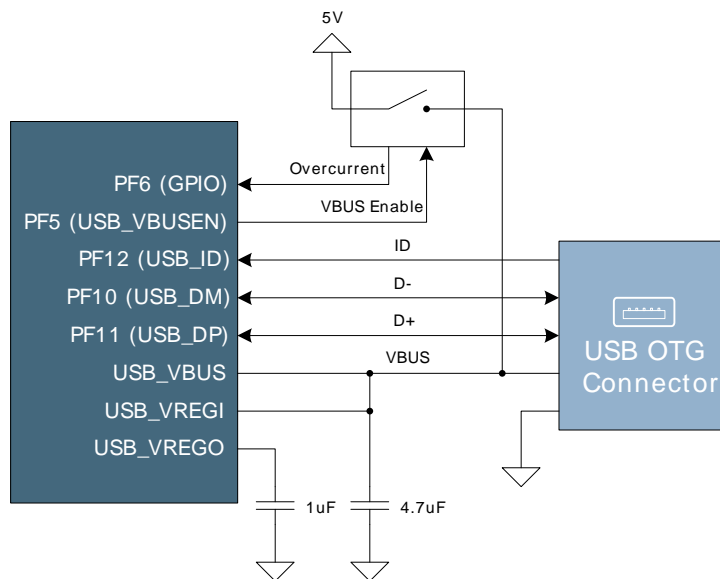 5V
Overcurrent
PF6 (GPIO)
PF5 (USB_VBUSEN)
VBUS Enable
PF12 (USB_ID)
ID
PF10 (USB_DM)
D-
PF11 (USB_DP)
D+
USB_VBUS
VBUS
USB_VREGI
USB_VREGO
USB OTG
Connector
1uF
4.7uF